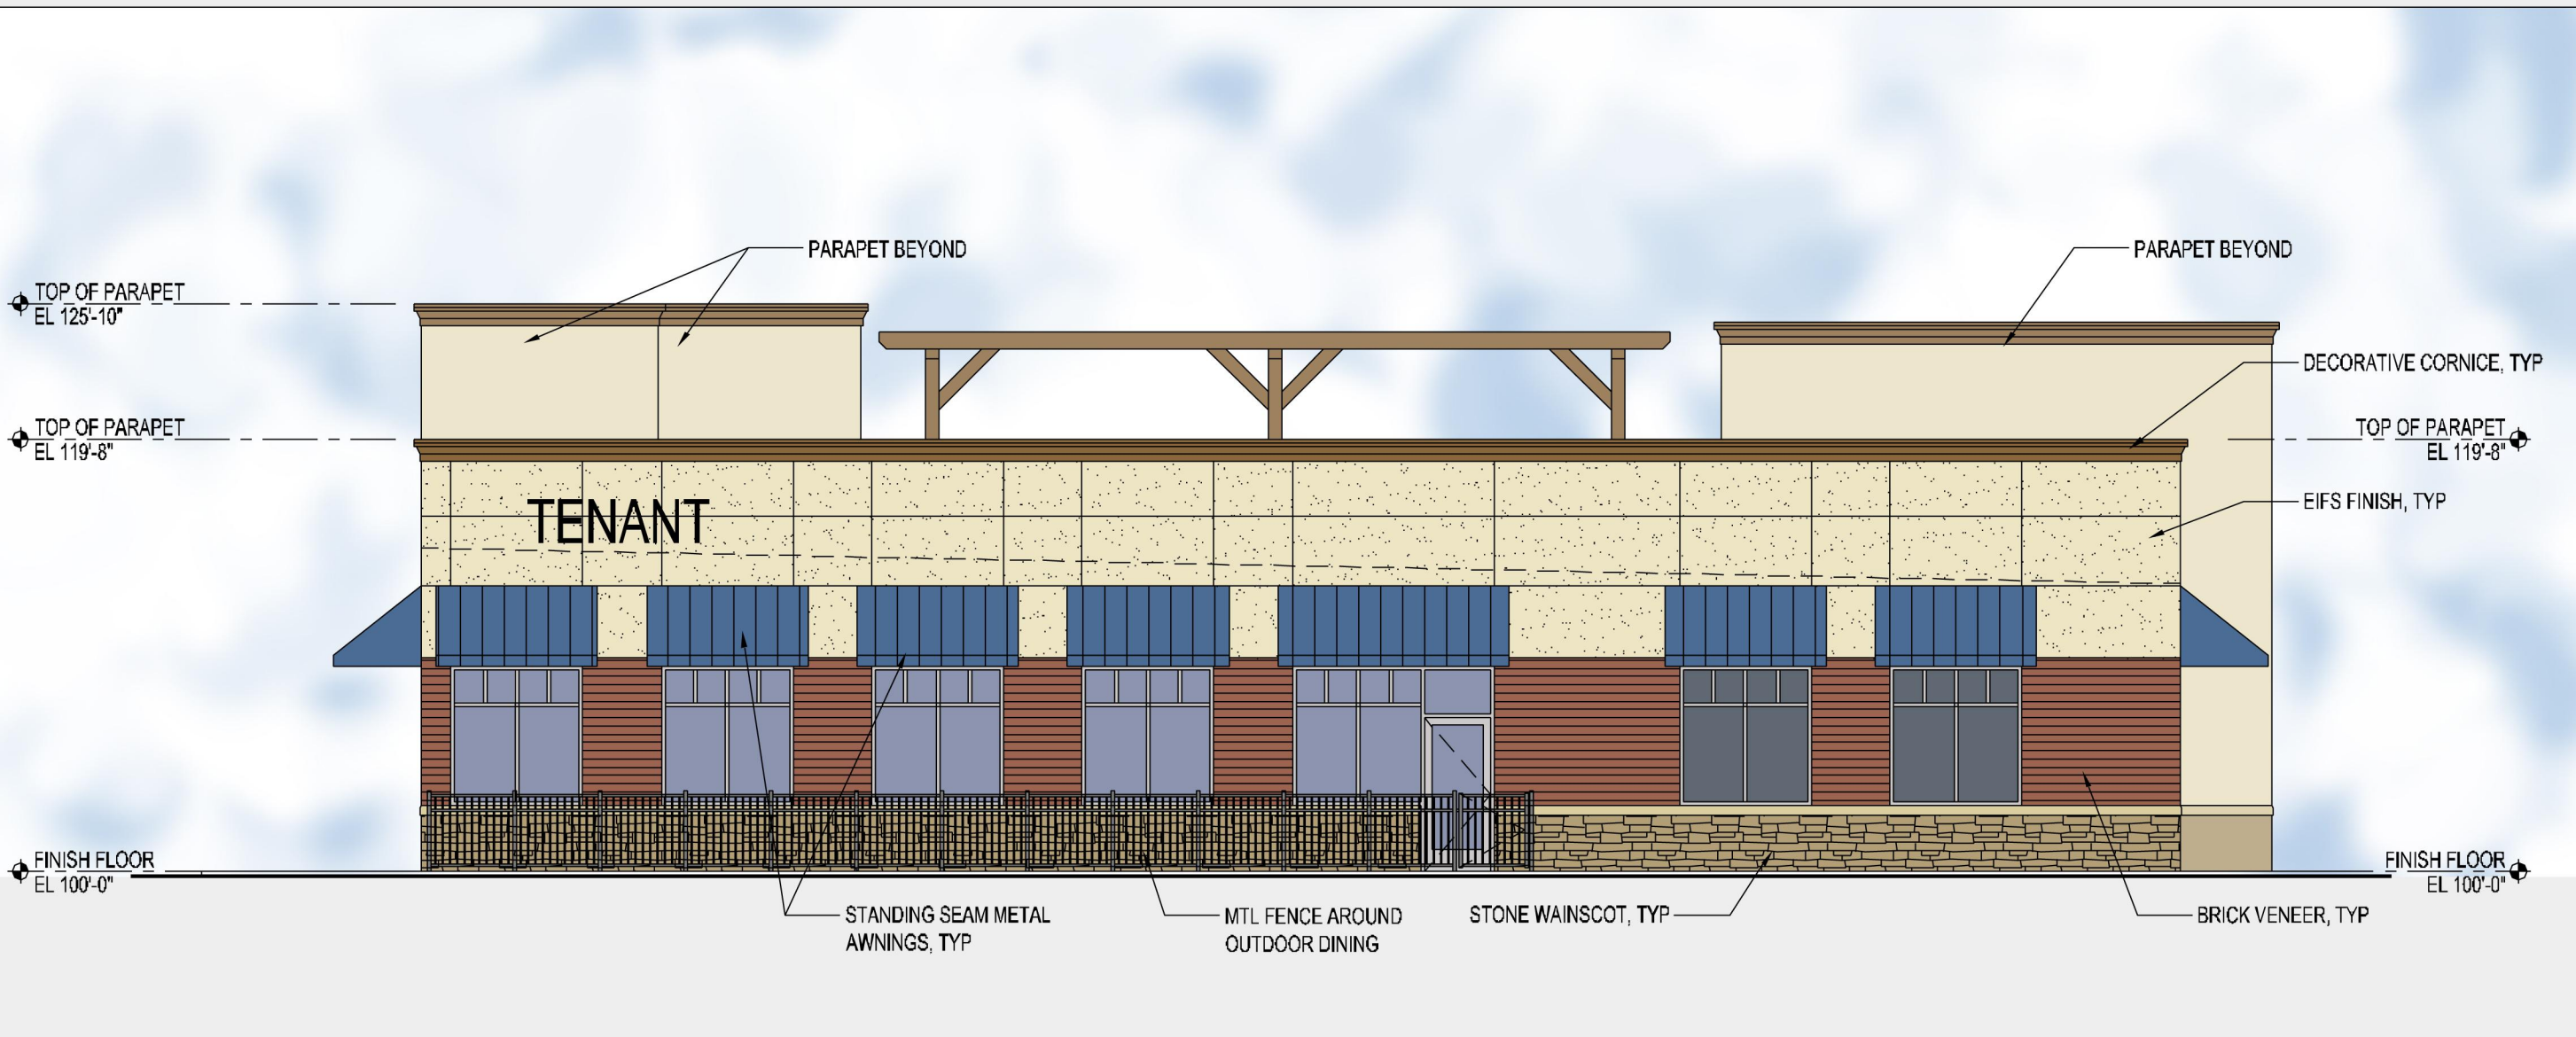 PARAPET BEYOND
PARAPET BEYOND
TOP OF PARAPET
EL 125'-10"
DECORATIVE CORNICE, TYP
TOP OF PARAPET
EL 119'-8"
TOP OF PARAPET
EL 119'-8"
EIFS FINISH, TYP
TENANT
FINISH FLOOR
EL 100'-0"
FINISH FLOOR
EL 100'-0"
STANDING SEAM METAL
AWNINGS, TYP
MTL FENCE AROUND
OUTDOOR DINING
STONE WAINSCOT, TYP
BRICK VENEER, TYP